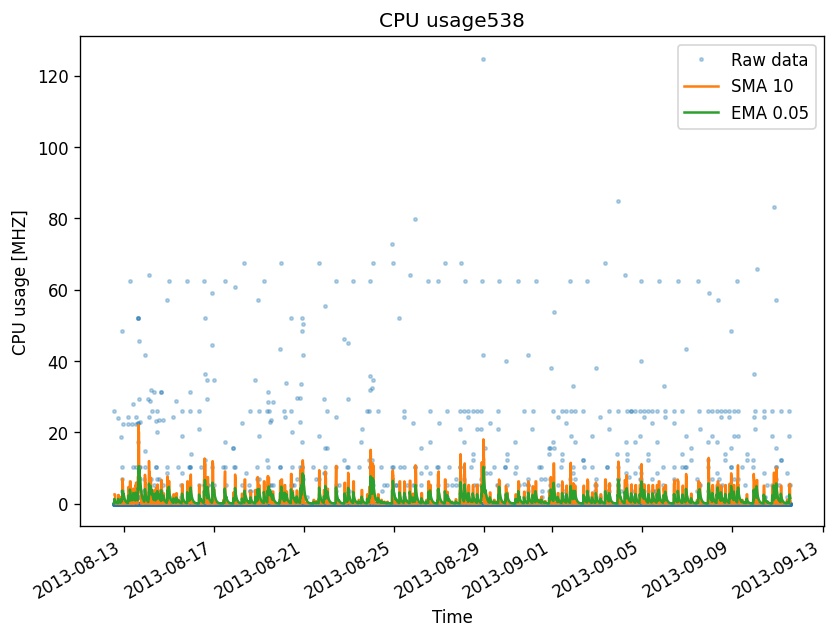 CPU usage538
Raw data
SMA 10
EMA 0.05
CPU usage [MHZ]
120
100
80
60
40
20
0
2013-08-13
2013-08-17
2013-08-21
2013-08-25
2013-08-29
2013-09-01
2013-09-05
2013-09-09
2013-09-13
Time